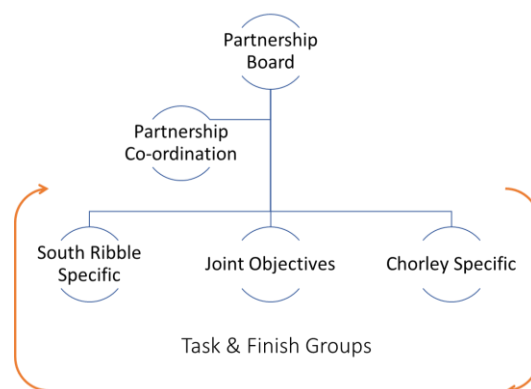 Partnership
Board
Partnership
Co-ordination
South Ribble
Specific
Joint Objectives
Chorley Specific
Task & Finish Groups